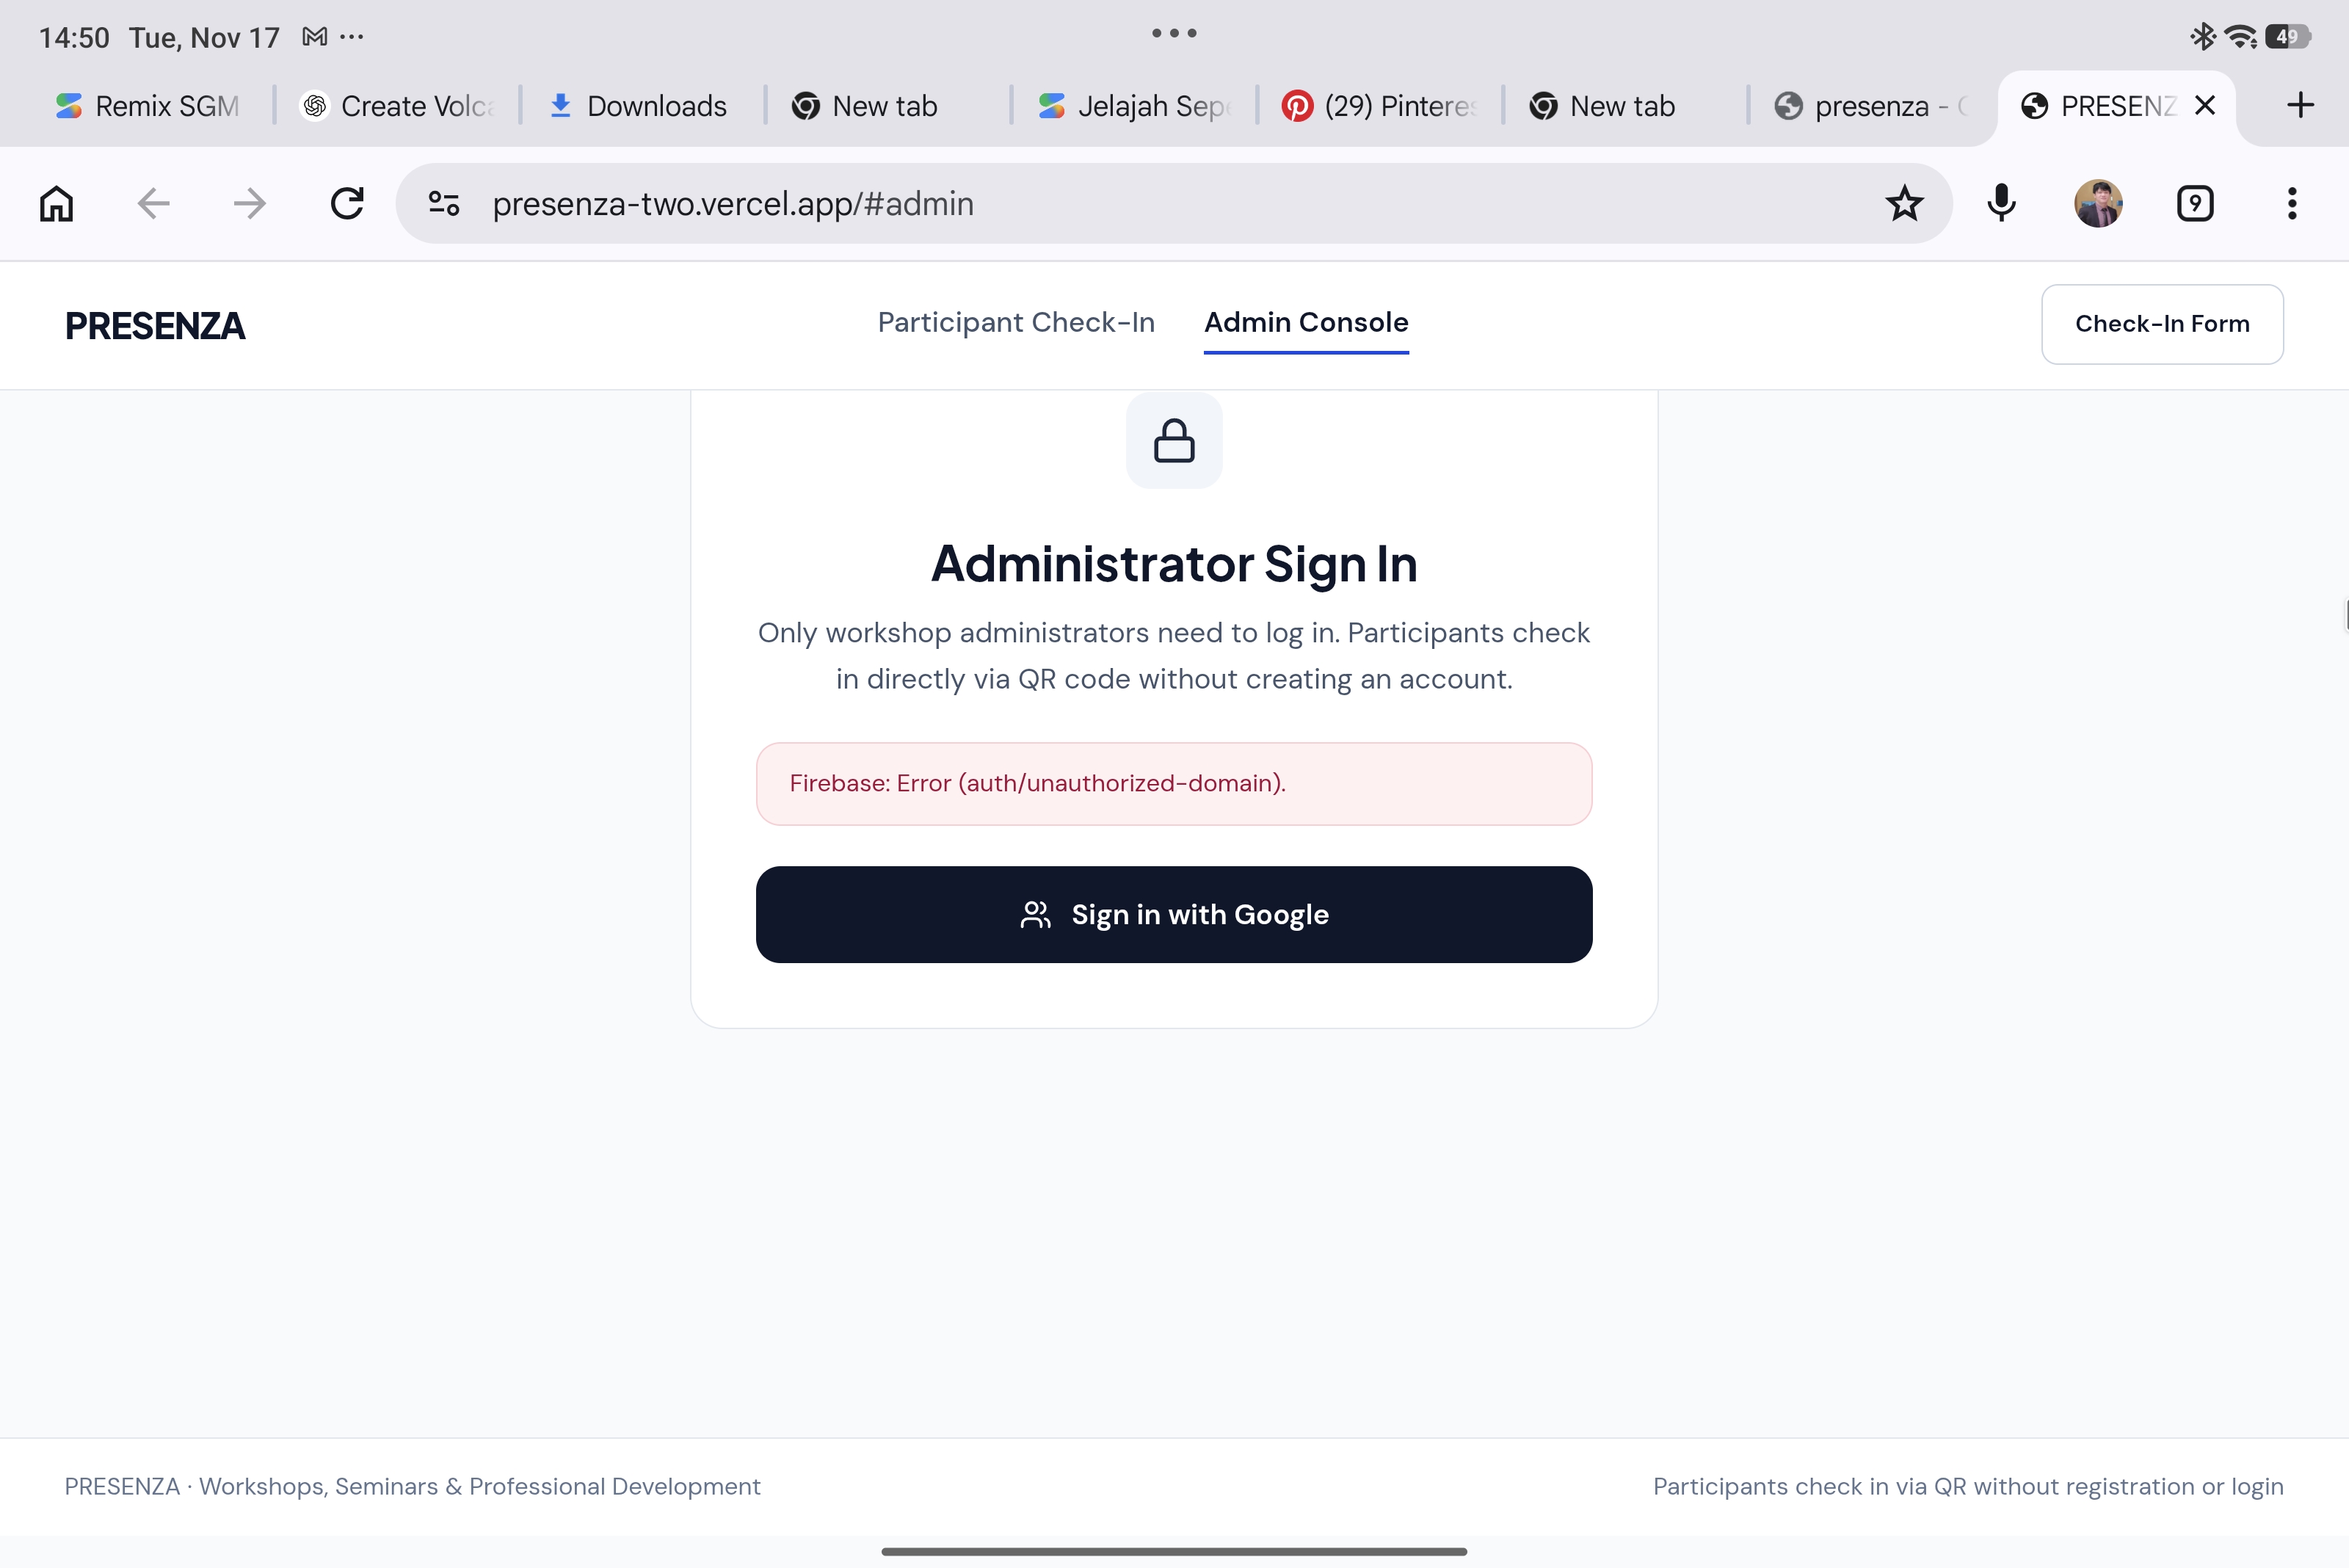 14:50 Tue, Nov 17
49
Remix SGM
Create Volca
Downloads
New tab
Jelajah Sepe
(29) Pinteres
New tab
presenza -
PRESENZ
presenza-two.vercel.app/#admin
9
PRESENZA
Participant Check-In
Admin Console
Check-In Form
Administrator Sign In
Only workshop administrators need to log in. Participants check
in directly via QR code without creating an account.
Firebase: Error (auth/unauthorized-domain).
Sign in with Google
PRESENZA · Workshops, Seminars & Professional Development
Participants check in via QR without registration or login